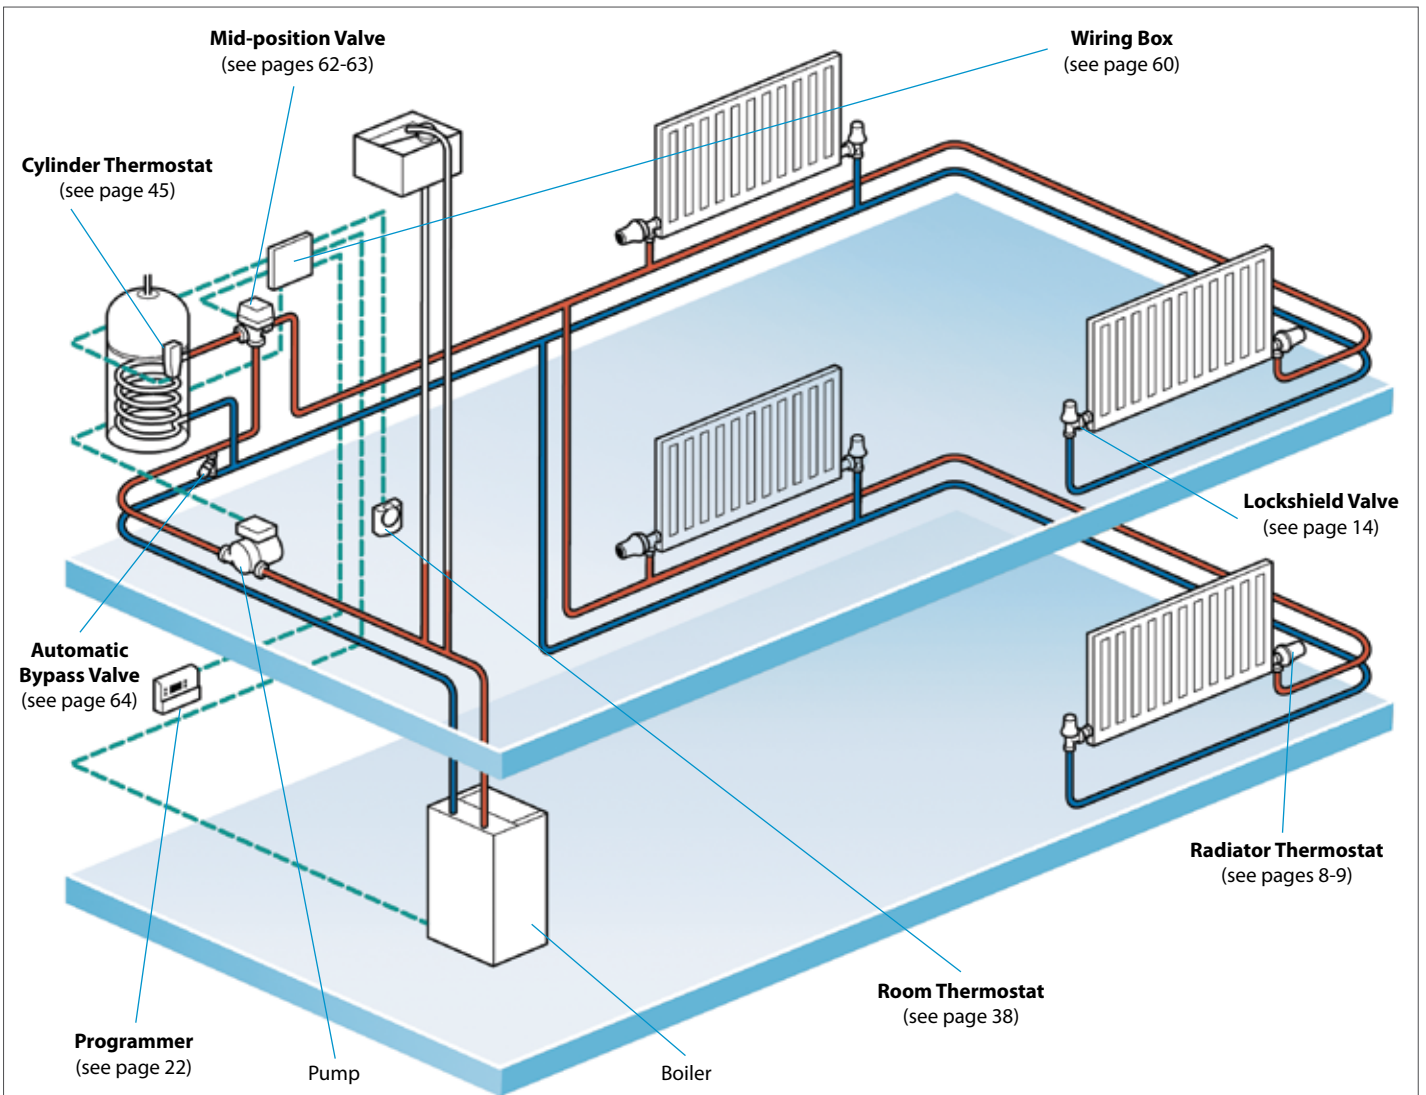 Mid-position Valve
(see pages 62-63)
Wiring Box
(see page 60)
Cylinder Thermostat
(see page 45)
Lockshield Valve
(see page 14)
Automatic
Bypass Valve
(see page 64)
Radiator Thermostat
(see pages 8-9)
Room Thermostat
(see page 38)
Programmer
(see page 22)
Pump
Boiler